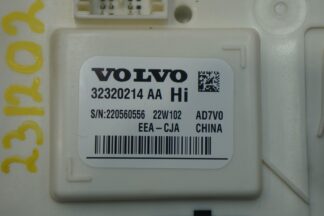 231202
VOLVO
32320214 AA Hi
S/N:220560556 22W102 AD7V0
EEA-CJA CHINA